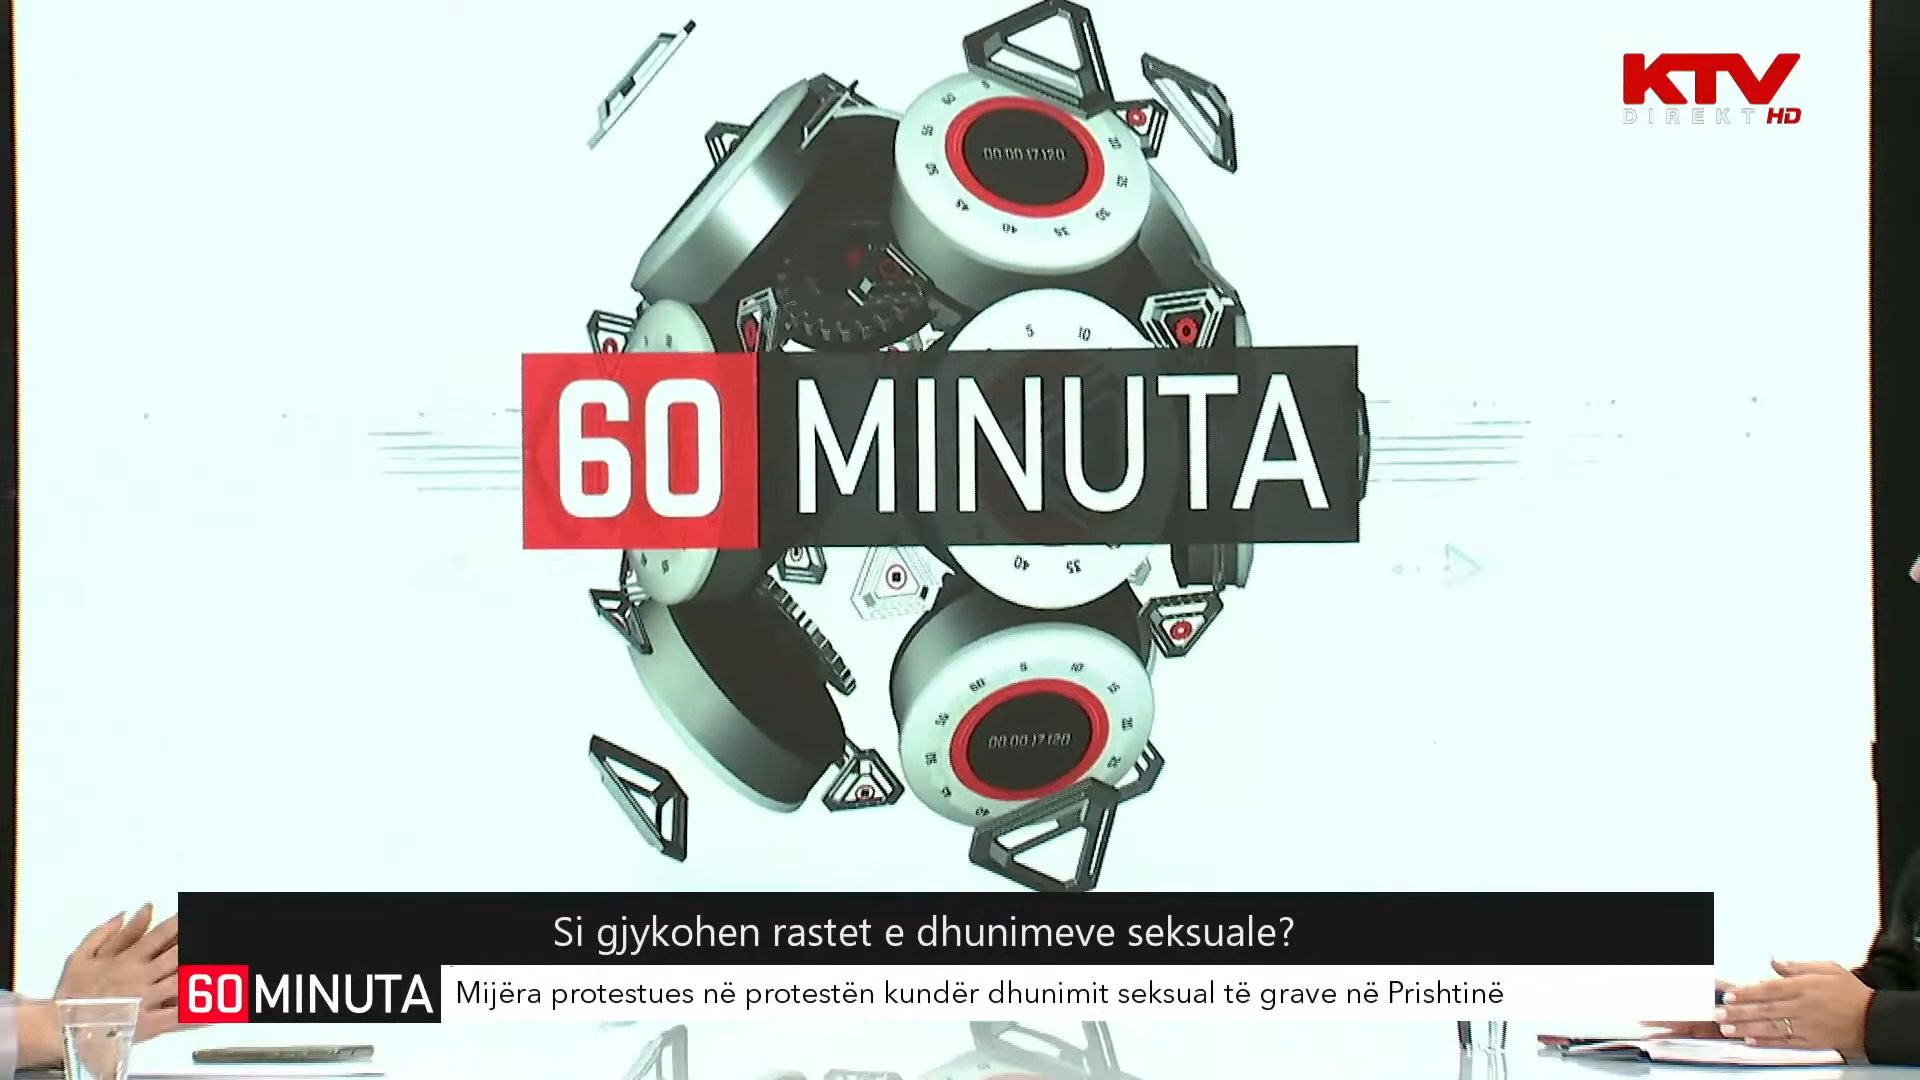 KTV
DIREKT HD
60 MINUTA
Si gjykohen rastet e dhunimeve seksuale?
60 MINUTA
Mijëra protestues në protestën kundër dhunimit seksual të grave në Prishtinë